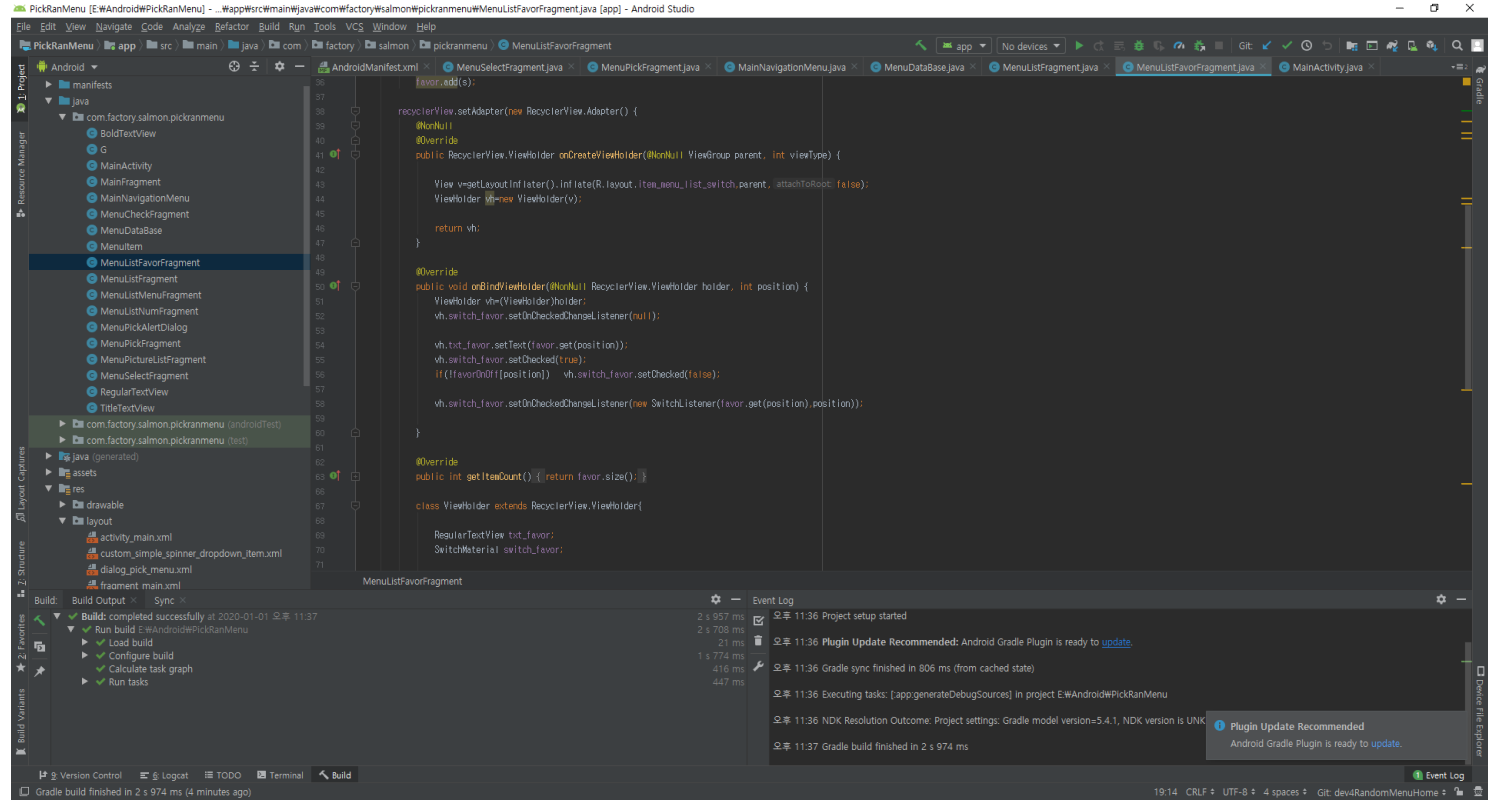 PickRanMenu [E:₩Android₩PickRanMenu] - ...₩app₩src₩main₩java₩com₩factory₩salmon₩pickranmenu₩MenuListFavorFragment.java [app] - Android Studio
File Edit View Navigate Code Analyze Refactor Build Run Tools VCS Window Help
PickRanMenu app src main java com factory salmon pickranmenu MenuListFavorFragment
app No devices Git:
Android
AndroidManifest.xml MenuSelectFragment.java MenuPickFragment.java MainNavigationMenu.java MenuDataBase.java MenuListFragment.java MenuListFavorFragment.java MainActivity.java
1: Project
Resource Manager
Layout Captures
7: Structure
2: Favorites
Build Variants
Gradle
Device File Explorer
manifests
java
com.factory.salmon.pickranmenu
BoldTextView
G
MainActivity
MainFragment
MainNavigationMenu
MenuCheckFragment
MenuDataBase
MenuItem
MenuListFavorFragment
MenuListFragment
MenuListMenuFragment
MenuListNumFragment
MenuPickAlertDialog
MenuPickFragment
MenuPictureListFragment
MenuSelectFragment
RegularTextView
TitleTextView
com.factory.salmon.pickranmenu (androidTest)
com.factory.salmon.pickranmenu (test)
java (generated)
assets
res
drawable
layout
activity_main.xml
custom_simple_spinner_dropdown_item.xml
dialog_pick_menu.xml
fragment_main.xml
36 favor.add(s);
37
38 recyclerView.setAdapter(new RecyclerView.Adapter() {
39 @NonNull
40 @Override
41 public RecyclerView.ViewHolder onCreateViewHolder(@NonNull ViewGroup parent, int viewType) {
42
43 View v=getLayoutInflater().inflate(R.layout.item_menu_list_switch,parent, attachToRoot: false);
44 ViewHolder vh=new ViewHolder(v);
45
46 return vh;
47 }
48
49 @Override
50 public void onBindViewHolder(@NonNull RecyclerView.ViewHolder holder, int position) {
51 ViewHolder vh=(ViewHolder)holder;
52 vh.switch_favor.setOnCheckedChangeListener(null);
53
54 vh.txt_favor.setText(favor.get(position));
55 vh.switch_favor.setChecked(true);
56 if(!favorOnOff[position]) vh.switch_favor.setChecked(false);
57
58 vh.switch_favor.setOnCheckedChangeListener(new SwitchListener(favor.get(position),position));
59
60 }
61
62 @Override
63 public int getItemCount() { return favor.size(); }
66
67 class ViewHolder extends RecyclerView.ViewHolder{
68
69 RegularTextView txt_favor;
70 SwitchMaterial switch_favor;
71
MenuListFavorFragment
Build: Build Output Sync
Build: completed successfully at 2020-01-01 오후 11:37 2 s 957 ms
Run build E:₩Android₩PickRanMenu 2 s 708 ms
Load build 21 ms
Configure build 1 s 774 ms
Calculate task graph 416 ms
Run tasks 447 ms
Event Log
오후 11:36 Project setup started
오후 11:36 Plugin Update Recommended: Android Gradle Plugin is ready to update.
오후 11:36 Gradle sync finished in 806 ms (from cached state)
오후 11:36 Executing tasks: [:app:generateDebugSources] in project E:₩Android₩PickRanMenu
오후 11:36 NDK Resolution Outcome: Project settings: Gradle model version=5.4.1, NDK version is UNK
오후 11:37 Gradle build finished in 2 s 974 ms
Plugin Update Recommended
Android Gradle Plugin is ready to update.
9: Version Control 6: Logcat TODO Terminal Build 1 Event Log
Gradle build finished in 2 s 974 ms (4 minutes ago) 19:14 CRLF UTF-8 4 spaces Git: dev4RandomMenuHome